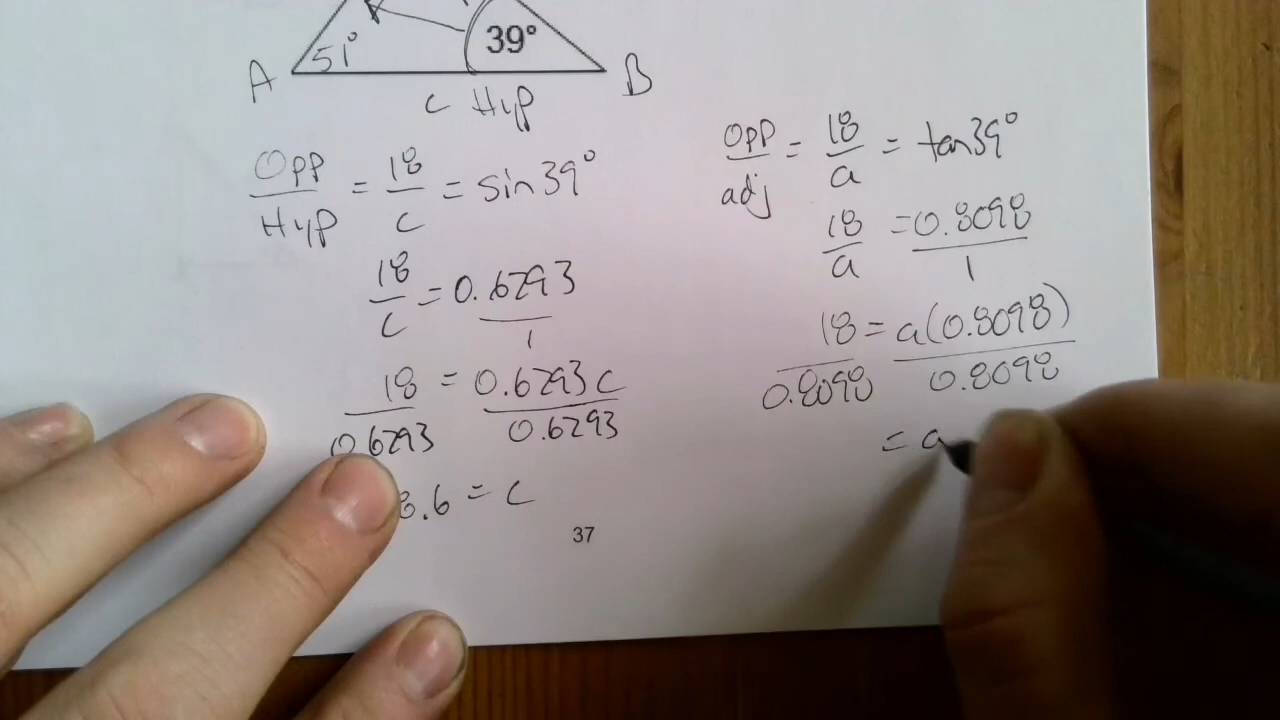 51°
39°
A
B
c Hyp
Opp/Hyp = 18/c = sin39°
18/c = 0.6293/1
18/0.6293 = 0.6293c/0.6293
8.6 = c
Opp/adj = 18/a = tan39°
18/a = 0.8098/1
18/0.8098 = a(0.8098)/0.8098
= a
37